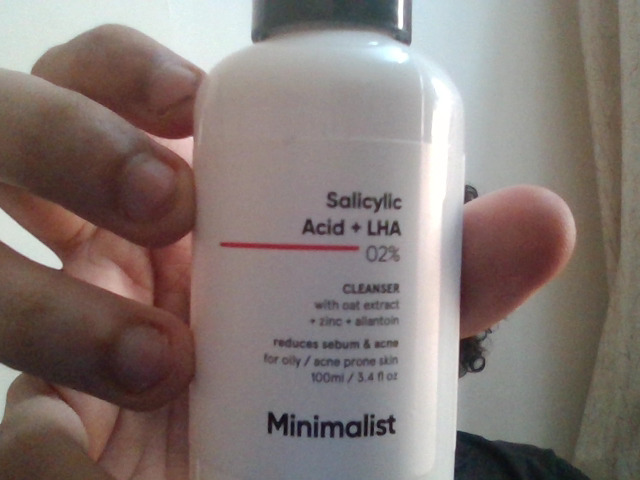 Salicylic
Acid + LHA
02%
CLEANSER
with oat extract
+ zinc + allantoin
reduces sebum & acne
for oily / acne prone skin
100ml / 3.4 fl oz
Minimalist